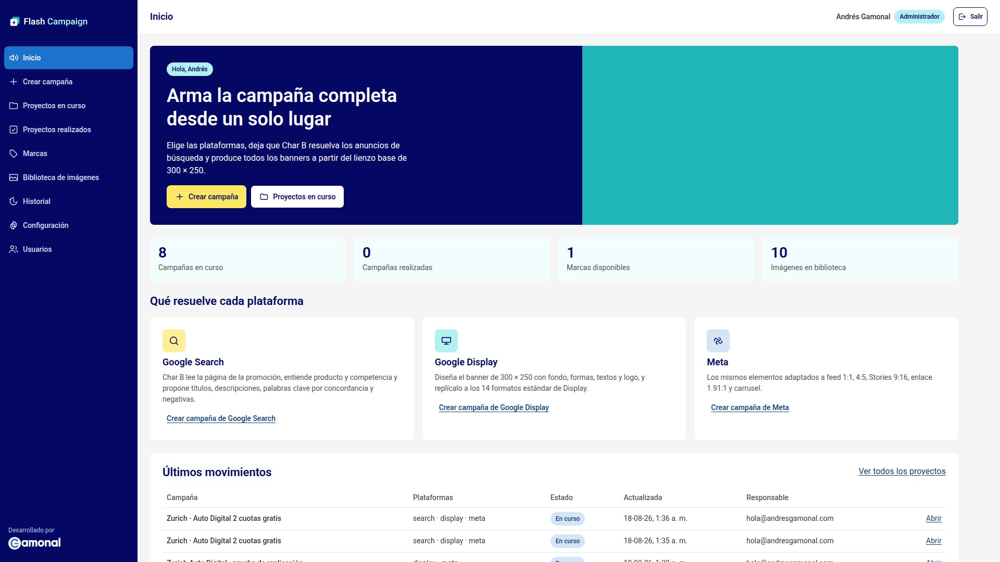 Flash Campaign
Inicio
Crear campaña
Proyectos en curso
Proyectos realizados
Marcas
Biblioteca de imágenes
Historial
Configuración
Usuarios
Desarrollado por
Gamonal
Inicio
Andrés Gamonal
Administrador
Salir
Hola, Andrés
Arma la campaña completa
desde un solo lugar
Elige las plataformas, deja que Char B resuelva los anuncios de
búsqueda y produce todos los banners a partir del lienzo base de
300 × 250.
Crear campaña
Proyectos en curso
8
Campañas en curso
0
Campañas realizadas
1
Marcas disponibles
10
Imágenes en biblioteca
Qué resuelve cada plataforma
Google Search
Char B lee la página de la promoción, entiende producto y competencia y
propone títulos, descripciones, palabras clave por concordancia y
negativas.
Crear campaña de Google Search
Google Display
Diseña el banner de 300 × 250 con fondo, formas, textos y logo, y
replícalo a los 14 formatos estándar de Display.
Crear campaña de Google Display
Meta
Los mismos elementos adaptados a feed 1:1, 4:5, Stories 9:16, enlace
1.91:1 y carrusel.
Crear campaña de Meta
Últimos movimientos
Ver todos los proyectos
Campaña Plataformas Estado Actualizada Responsable
Zurich · Auto Digital 2 cuotas gratis search · display · meta En curso 18-08-26, 1:36 a. m. hola@andresgamonal.com Abrir
Zurich · Auto Digital 2 cuotas gratis search · display · meta En curso 18-08-26, 1:35 a. m. hola@andresgamonal.com Abrir